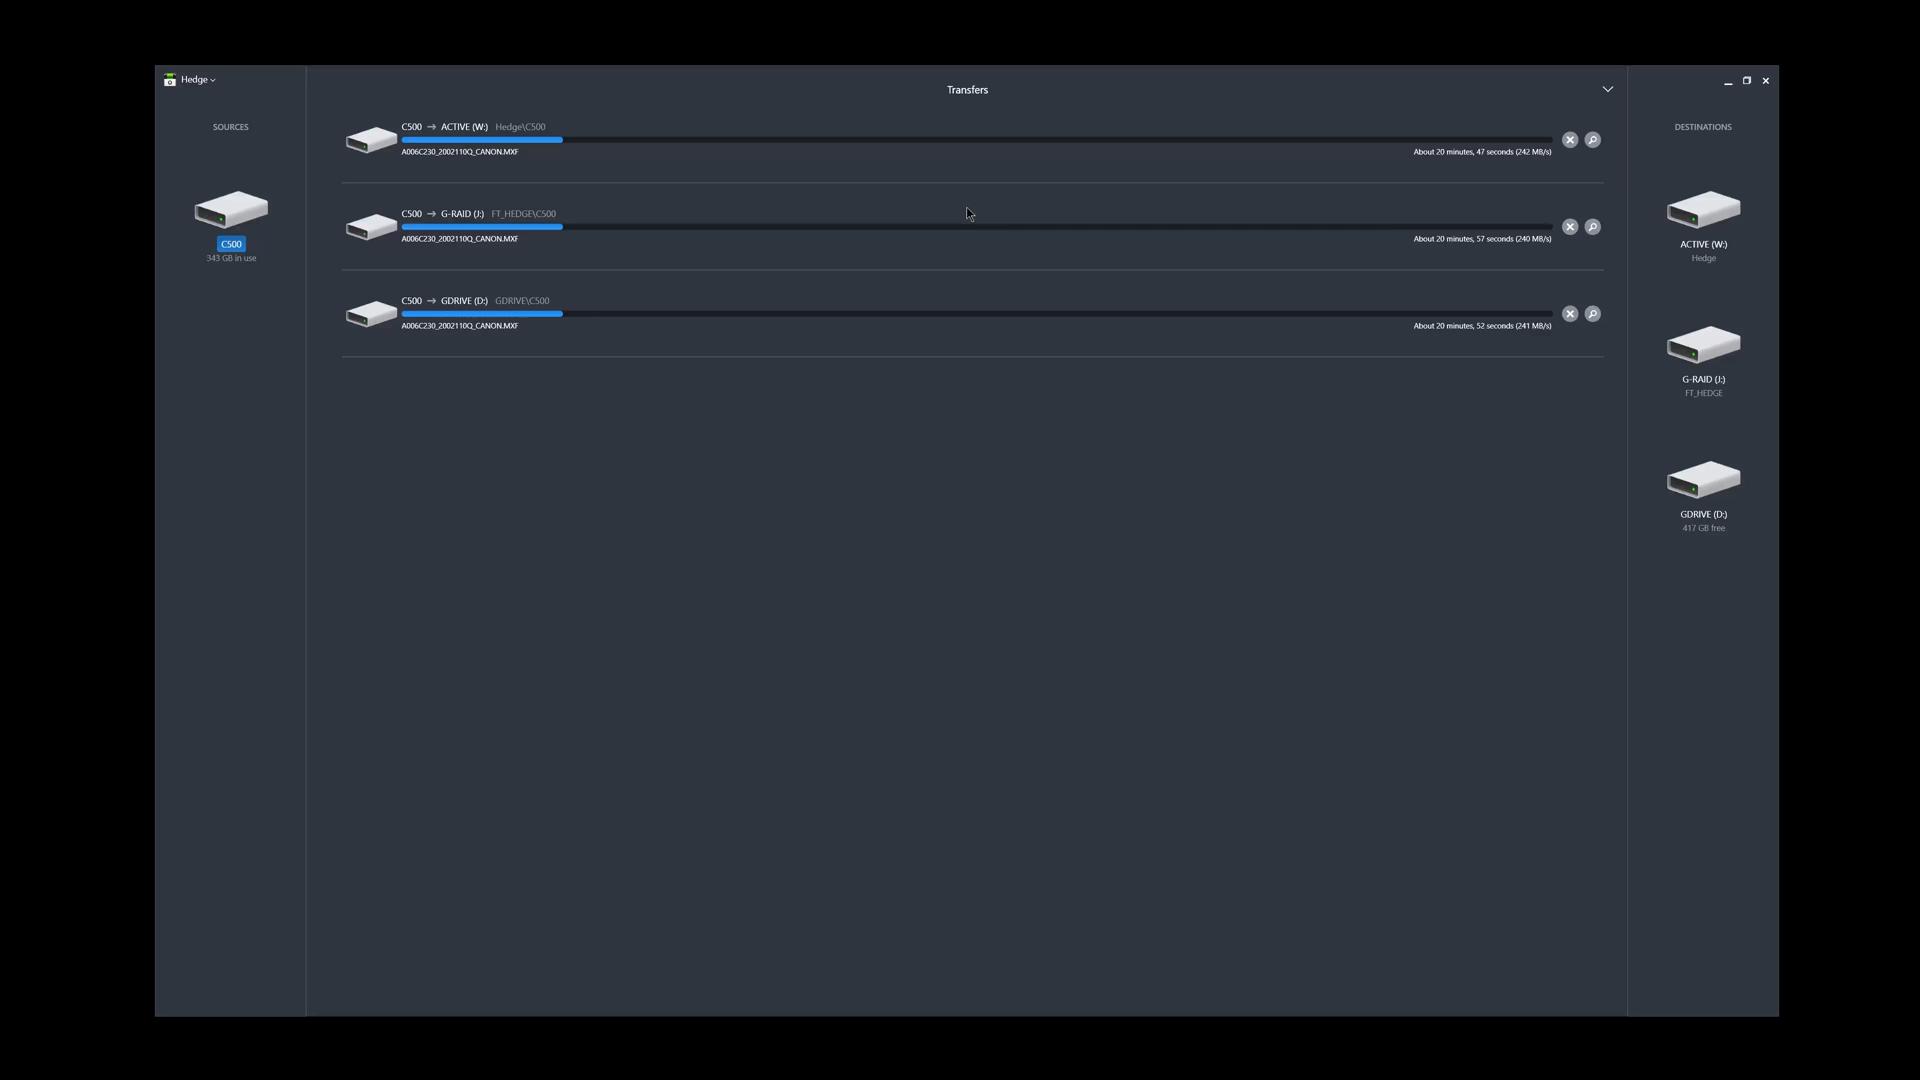 Hedge
Transfers
SOURCES
C500
343 GB in use
C500 → ACTIVE (W:) Hedge\C500
A006C230_2002110Q_CANON.MXF
About 20 minutes, 47 seconds (242 MB/s)
C500 → G-RAID (J:) FT_HEDGE\C500
A006C230_2002110Q_CANON.MXF
About 20 minutes, 57 seconds (240 MB/s)
C500 → GDRIVE (D:) GDRIVE\C500
A006C230_2002110Q_CANON.MXF
About 20 minutes, 52 seconds (241 MB/s)
DESTINATIONS
ACTIVE (W:)
Hedge
G-RAID (J:)
FT_HEDGE
GDRIVE (D:)
417 GB free